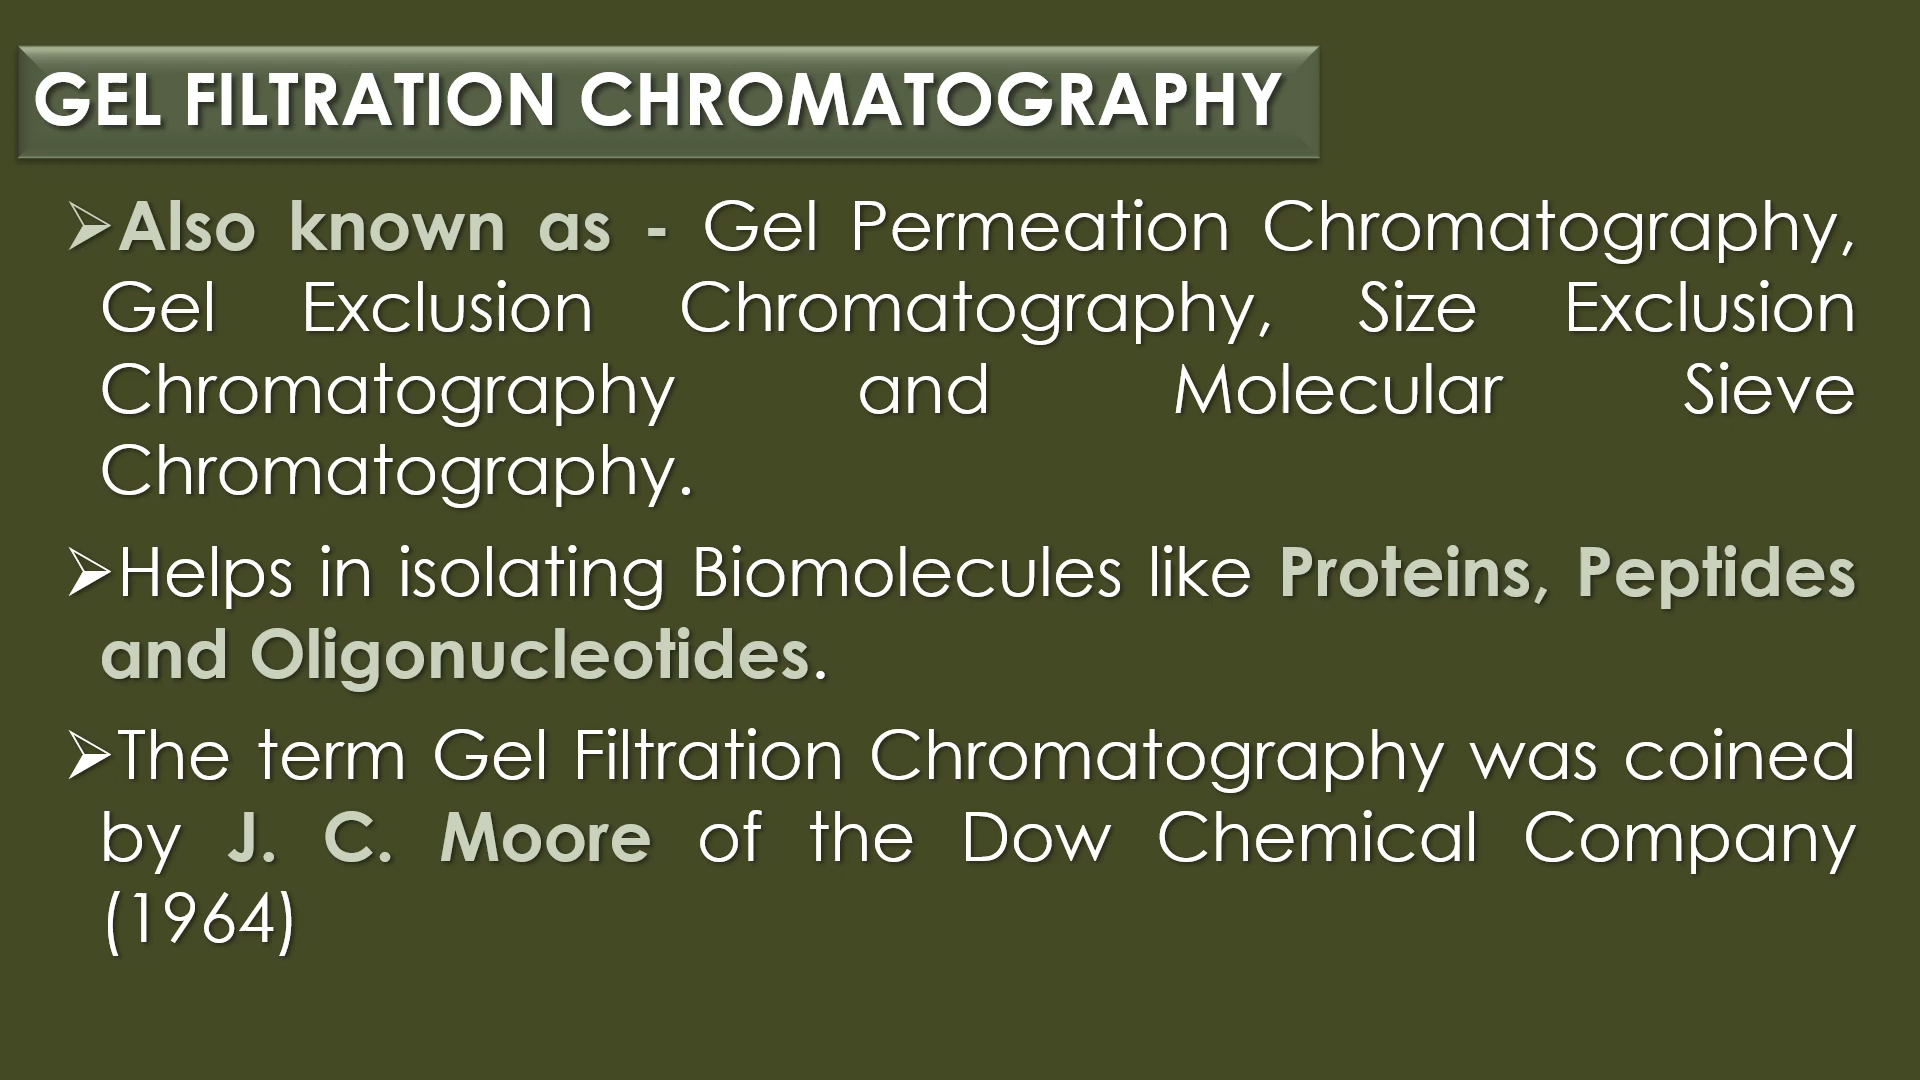 GEL FILTRATION CHROMATOGRAPHY
➢Also known as - Gel Permeation Chromatography,
Gel Exclusion Chromatography, Size Exclusion
Chromatography and Molecular Sieve
Chromatography.
➢Helps in isolating Biomolecules like Proteins, Peptides
and Oligonucleotides.
➢The term Gel Filtration Chromatography was coined
by J. C. Moore of the Dow Chemical Company
(1964)